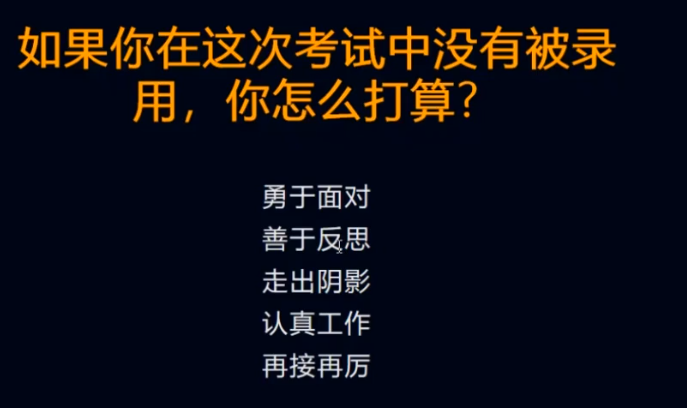 如果你在这次考试中没有被录
用，你怎么打算？
勇于面对
善于反思
走出阴影
认真工作
再接再厉